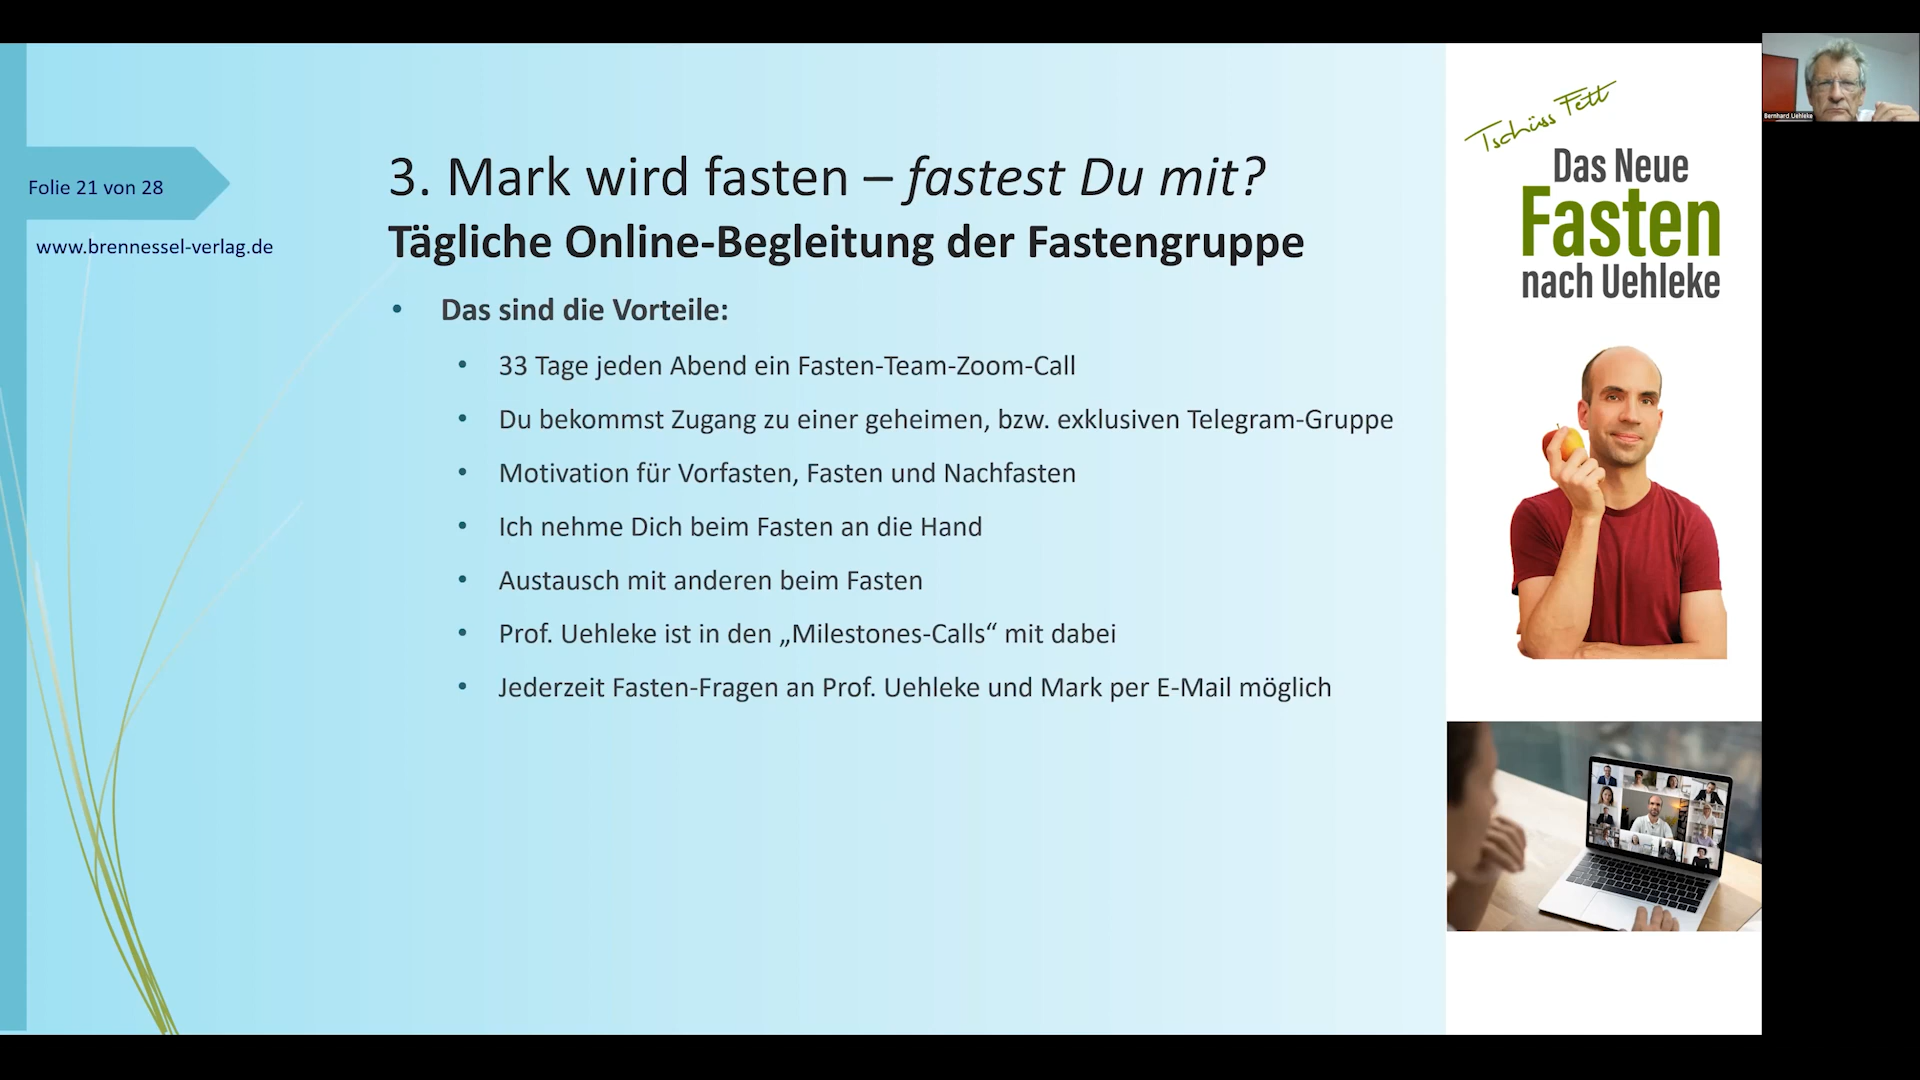 Folie 21 von 28
www.brennessel-verlag.de
3. Mark wird fasten – fastest Du mit?
Tägliche Online-Begleitung der Fastengruppe
• Das sind die Vorteile:
• 33 Tage jeden Abend ein Fasten-Team-Zoom-Call
• Du bekommst Zugang zu einer geheimen, bzw. exklusiven Telegram-Gruppe
• Motivation für Vorfasten, Fasten und Nachfasten
• Ich nehme Dich beim Fasten an die Hand
• Austausch mit anderen beim Fasten
• Prof. Uehleke ist in den „Milestones-Calls“ mit dabei
• Jederzeit Fasten-Fragen an Prof. Uehleke und Mark per E-Mail möglich
Tschüss Fett
Das Neue
Fasten
nach Uehleke
Bernhard Uehleke